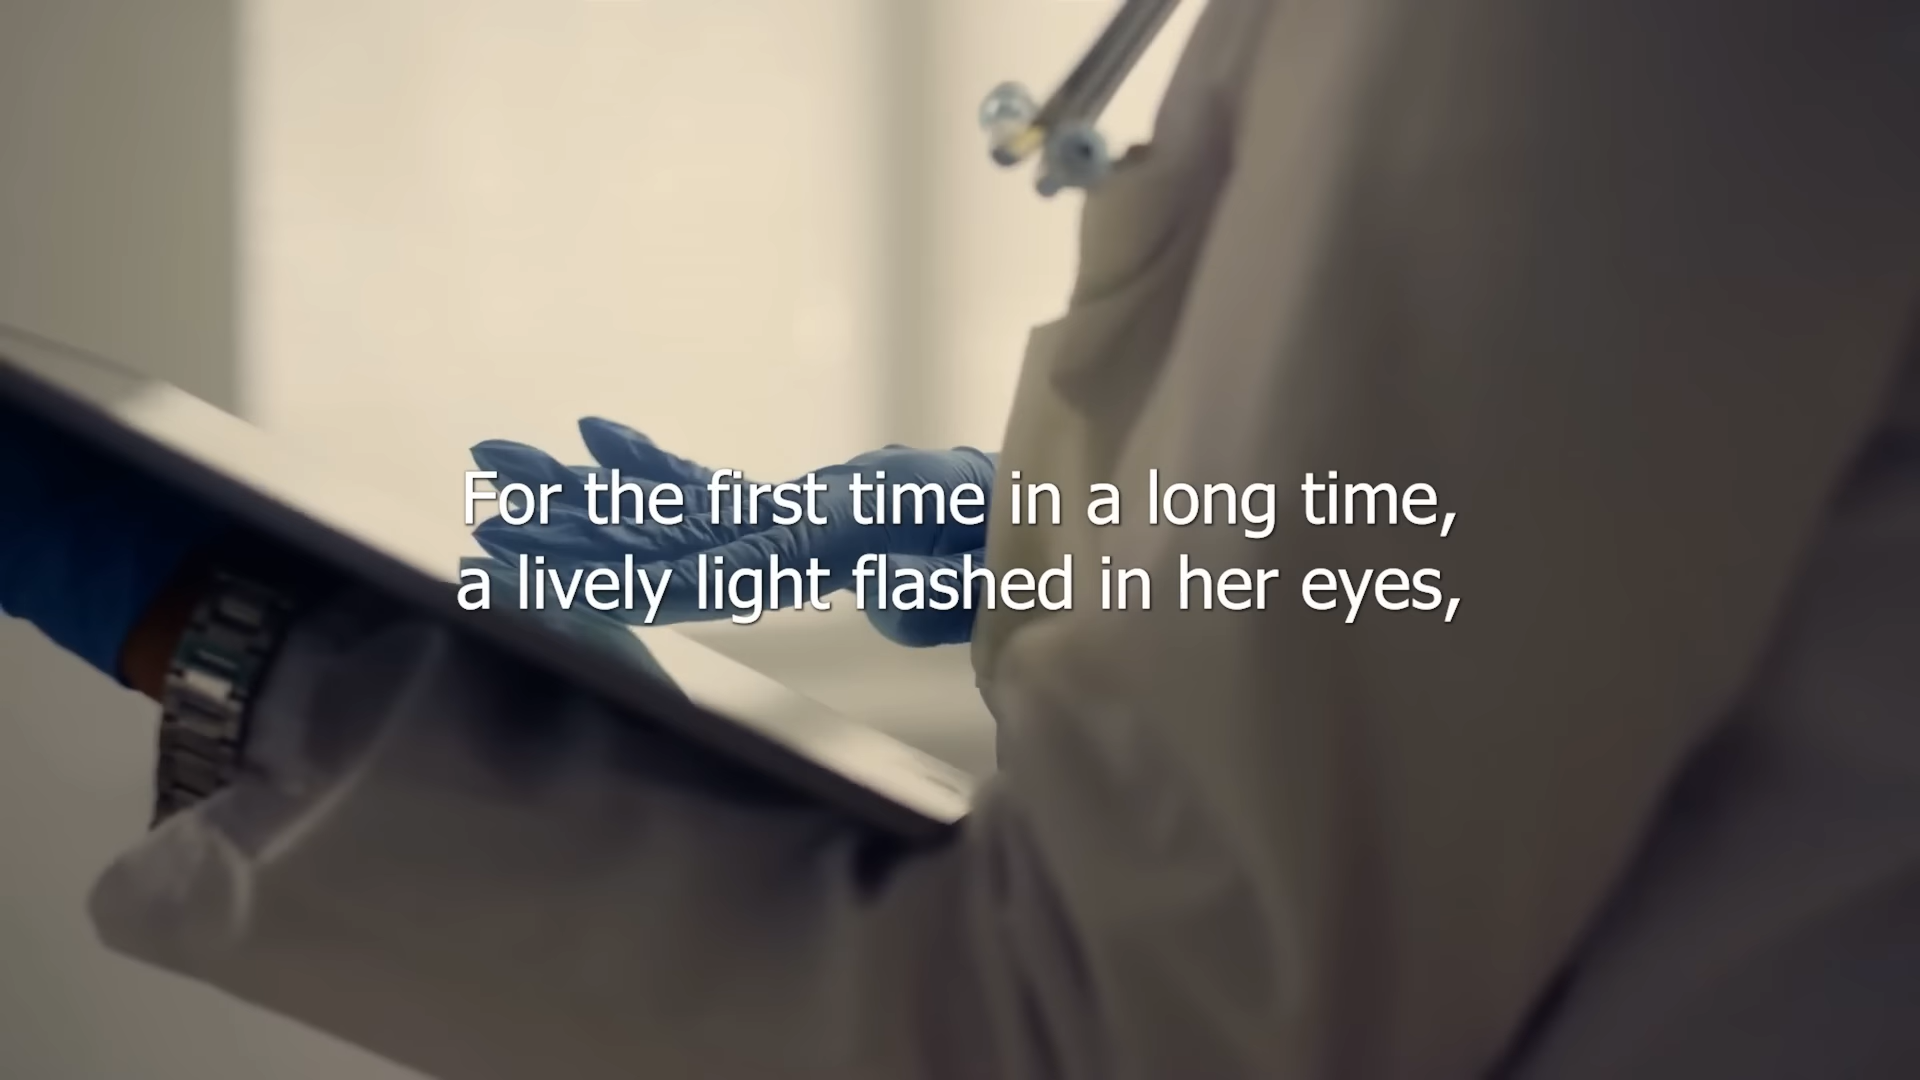 For the first time in a long time,
a lively light flashed in her eyes,